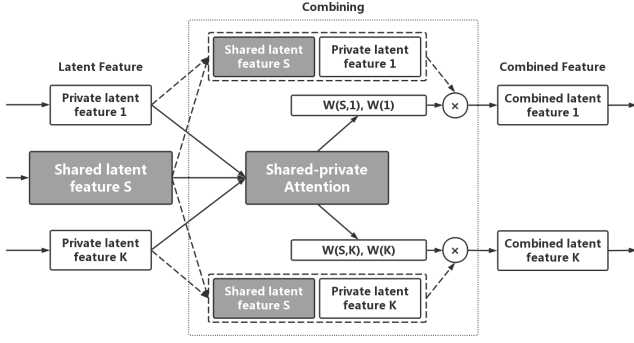 Combining
Shared latent
feature S
Private latent
feature 1
Latent Feature
Combined Feature
Private latent
feature 1
W(S,1), W(1)
×
Combined latent
feature 1
Shared latent
feature S
Shared-private
Attention
Private latent
feature K
W(S,K), W(K)
×
Combined latent
feature K
Shared latent
feature S
Private latent
feature K